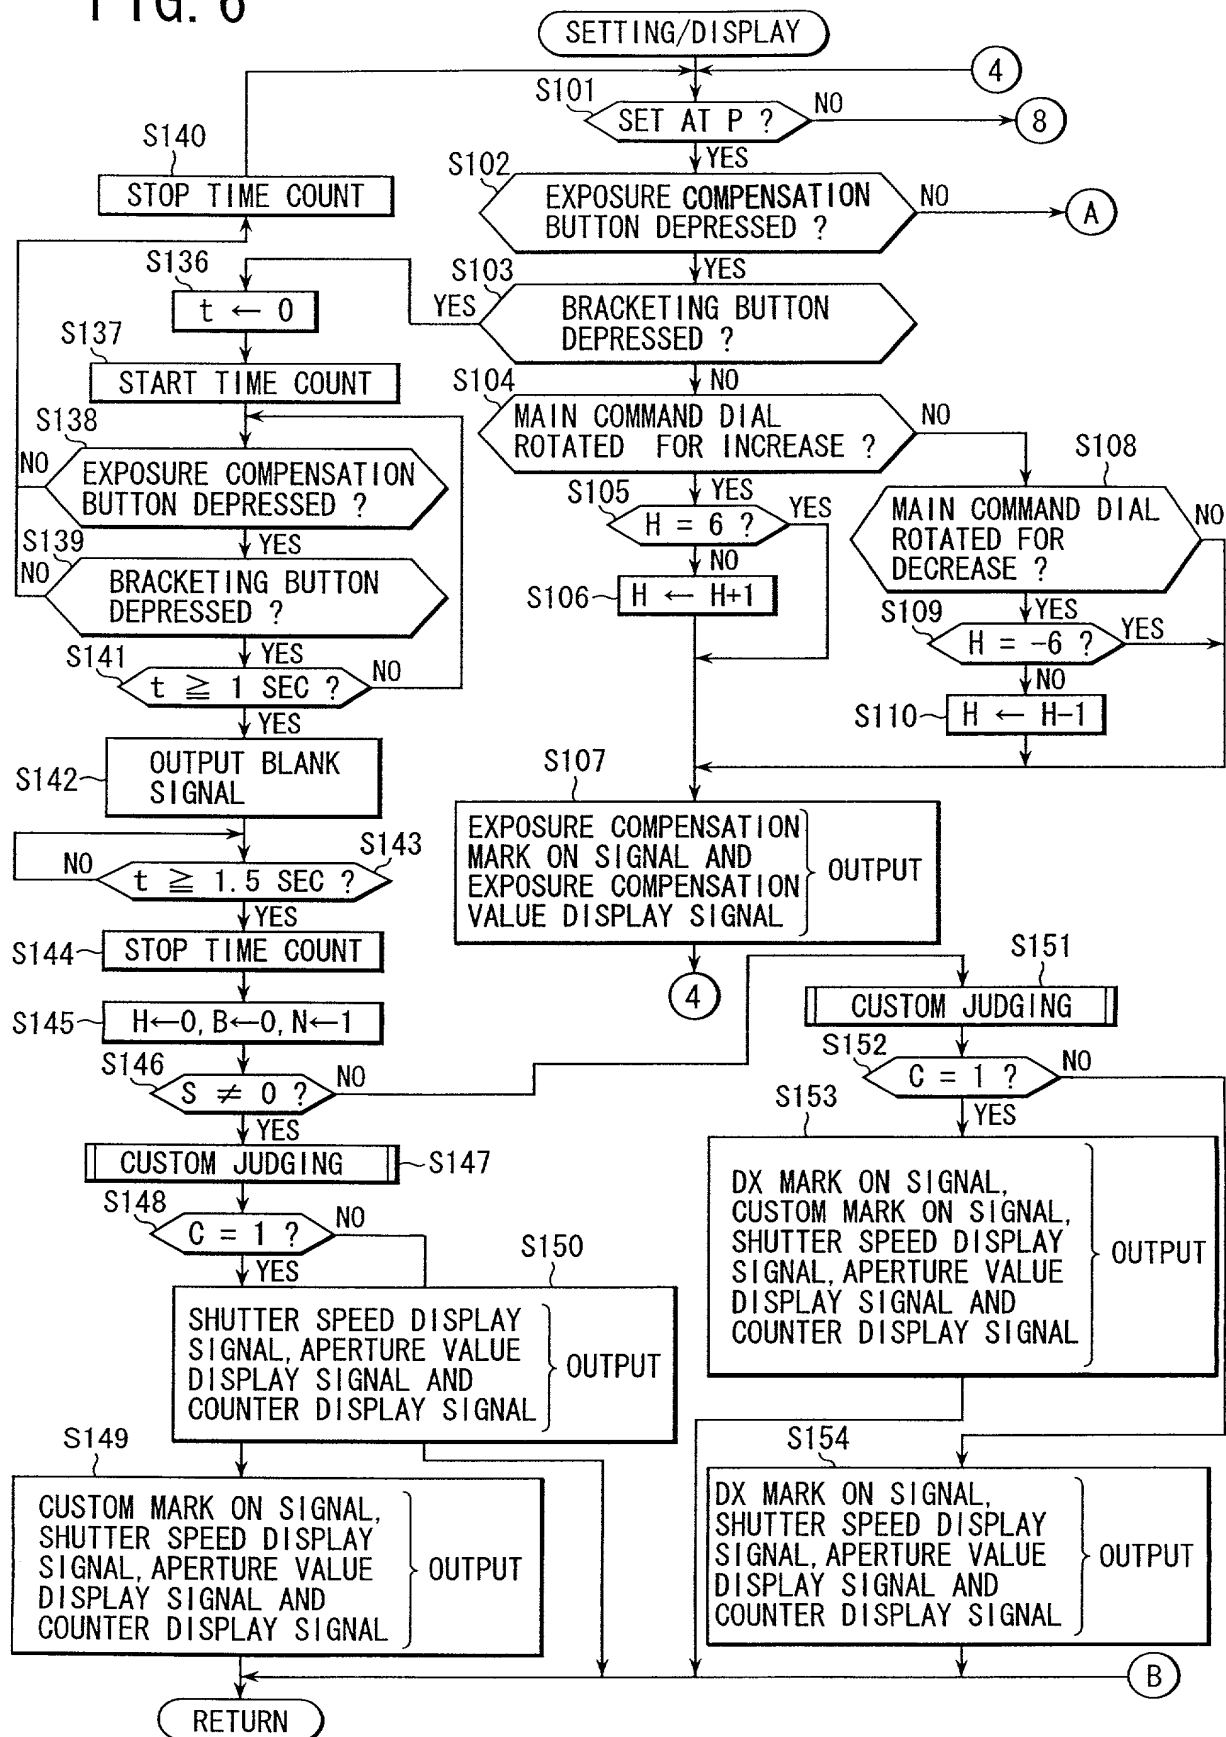 FIG. 6
SETTING/DISPLAY
4
S101
SET AT P ?
NO
8
YES
S140
STOP TIME COUNT
S102
EXPOSURE COMPENSATION
BUTTON DEPRESSED ?
NO
A
YES
S136
t ← 0
S103
YES
BRACKETING BUTTON
DEPRESSED ?
NO
S137
START TIME COUNT
S104
MAIN COMMAND DIAL
ROTATED FOR INCREASE ?
NO
YES
S138
NO
EXPOSURE COMPENSATION
BUTTON DEPRESSED ?
YES
S105
H = 6 ?
YES
NO
S108
MAIN COMMAND DIAL
ROTATED FOR
DECREASE ?
NO
YES
S139
NO
BRACKETING BUTTON
DEPRESSED ?
YES
S106
H ← H+1
S109
H = -6 ?
YES
NO
S141
t ≧ 1 SEC ?
NO
YES
S110
H ← H-1
S142
OUTPUT BLANK
SIGNAL
S107
EXPOSURE COMPENSATION
MARK ON SIGNAL AND
EXPOSURE COMPENSATION
VALUE DISPLAY SIGNAL
OUTPUT
4
S143
NO
t ≧ 1.5 SEC ?
YES
S144
STOP TIME COUNT
S145
H←0, B←0, N←1
S146
S ≠ 0 ?
NO
YES
S151
CUSTOM JUDGING
S152
C = 1 ?
NO
YES
CUSTOM JUDGING
S147
S148
C = 1 ?
NO
YES
S153
DX MARK ON SIGNAL,
CUSTOM MARK ON SIGNAL,
SHUTTER SPEED DISPLAY
SIGNAL, APERTURE VALUE
DISPLAY SIGNAL AND
COUNTER DISPLAY SIGNAL
OUTPUT
S150
SHUTTER SPEED DISPLAY
SIGNAL, APERTURE VALUE
DISPLAY SIGNAL AND
COUNTER DISPLAY SIGNAL
OUTPUT
S149
CUSTOM MARK ON SIGNAL,
SHUTTER SPEED DISPLAY
SIGNAL, APERTURE VALUE
DISPLAY SIGNAL AND
COUNTER DISPLAY SIGNAL
OUTPUT
S154
DX MARK ON SIGNAL,
SHUTTER SPEED DISPLAY
SIGNAL, APERTURE VALUE
DISPLAY SIGNAL AND
COUNTER DISPLAY SIGNAL
OUTPUT
B
RETURN